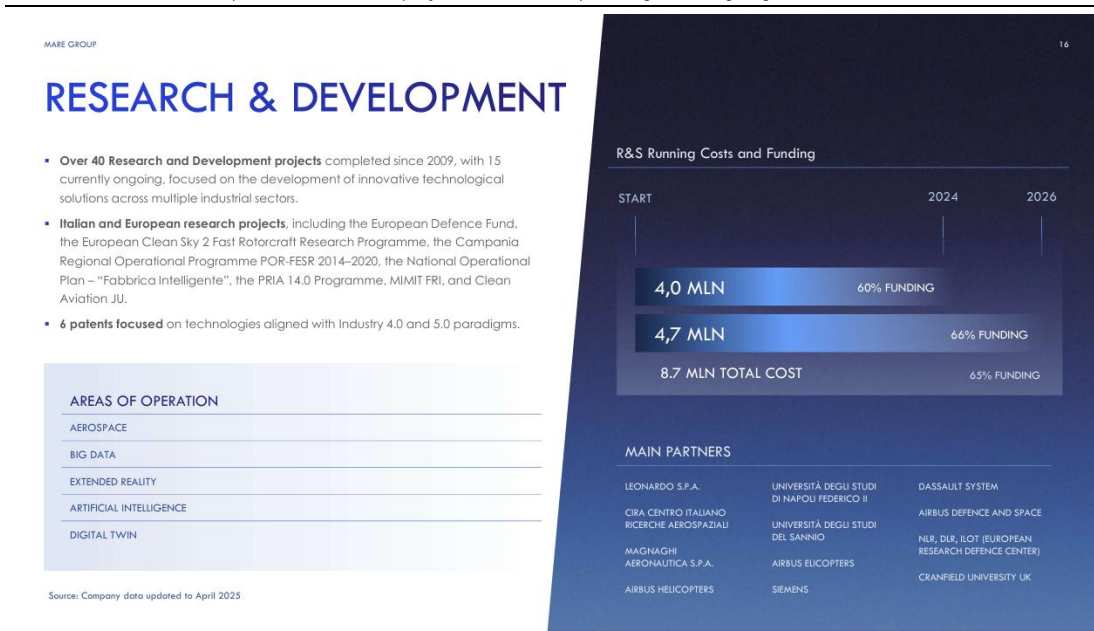 MARE GROUP
16
RESEARCH & DEVELOPMENT
▪ Over 40 Research and Development projects completed since 2009, with 15
currently ongoing, focused on the development of innovative technological
solutions across multiple industrial sectors.
▪ Italian and European research projects, including the European Defence Fund,
the European Clean Sky 2 Fast Rotorcraft Research Programme, the Campania
Regional Operational Programme POR-FESR 2014–2020, the National Operational
Plan – “Fabbrica Intelligente”, the PRIA 14.0 Programme, MIMIT FRI, and Clean
Aviation JU.
▪ 6 patents focused on technologies aligned with Industry 4.0 and 5.0 paradigms.
AREAS OF OPERATION
AEROSPACE
BIG DATA
EXTENDED REALITY
ARTIFICIAL INTELLIGENCE
DIGITAL TWIN
Source: Company data updated to April 2025
R&S Running Costs and Funding
START
2024
2026
4,0 MLN
60% FUNDING
4,7 MLN
66% FUNDING
8.7 MLN TOTAL COST
65% FUNDING
MAIN PARTNERS
LEONARDO S.P.A.
CIRA CENTRO ITALIANO
RICERCHE AEROSPAZIALI
MAGNAGHI
AERONAUTICA S.P.A.
AIRBUS HELICOPTERS
UNIVERSITÀ DEGLI STUDI
DI NAPOLI FEDERICO II
UNIVERSITÀ DEGLI STUDI
DEL SANNIO
AIRBUS ELICOPTERS
SIEMENS
DASSAULT SYSTEM
AIRBUS DEFENCE AND SPACE
NLR, DLR, ILOT (EUROPEAN
RESEARCH DEFENCE CENTER)
CRANFIELD UNIVERSITY UK